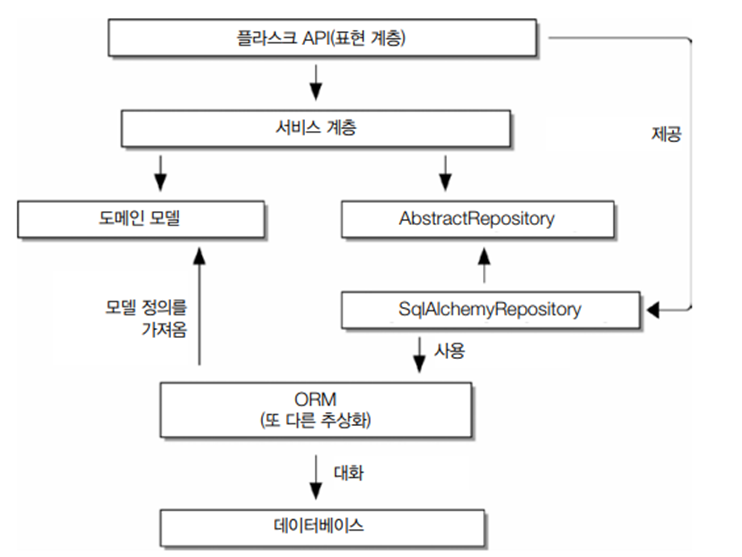 플라스크 API(표현 계층)
서비스 계층
제공
도메인 모델
AbstractRepository
모델 정의를
가져옴
SqlAlchemyRepository
사용
ORM
(또 다른 추상화)
대화
데이터베이스